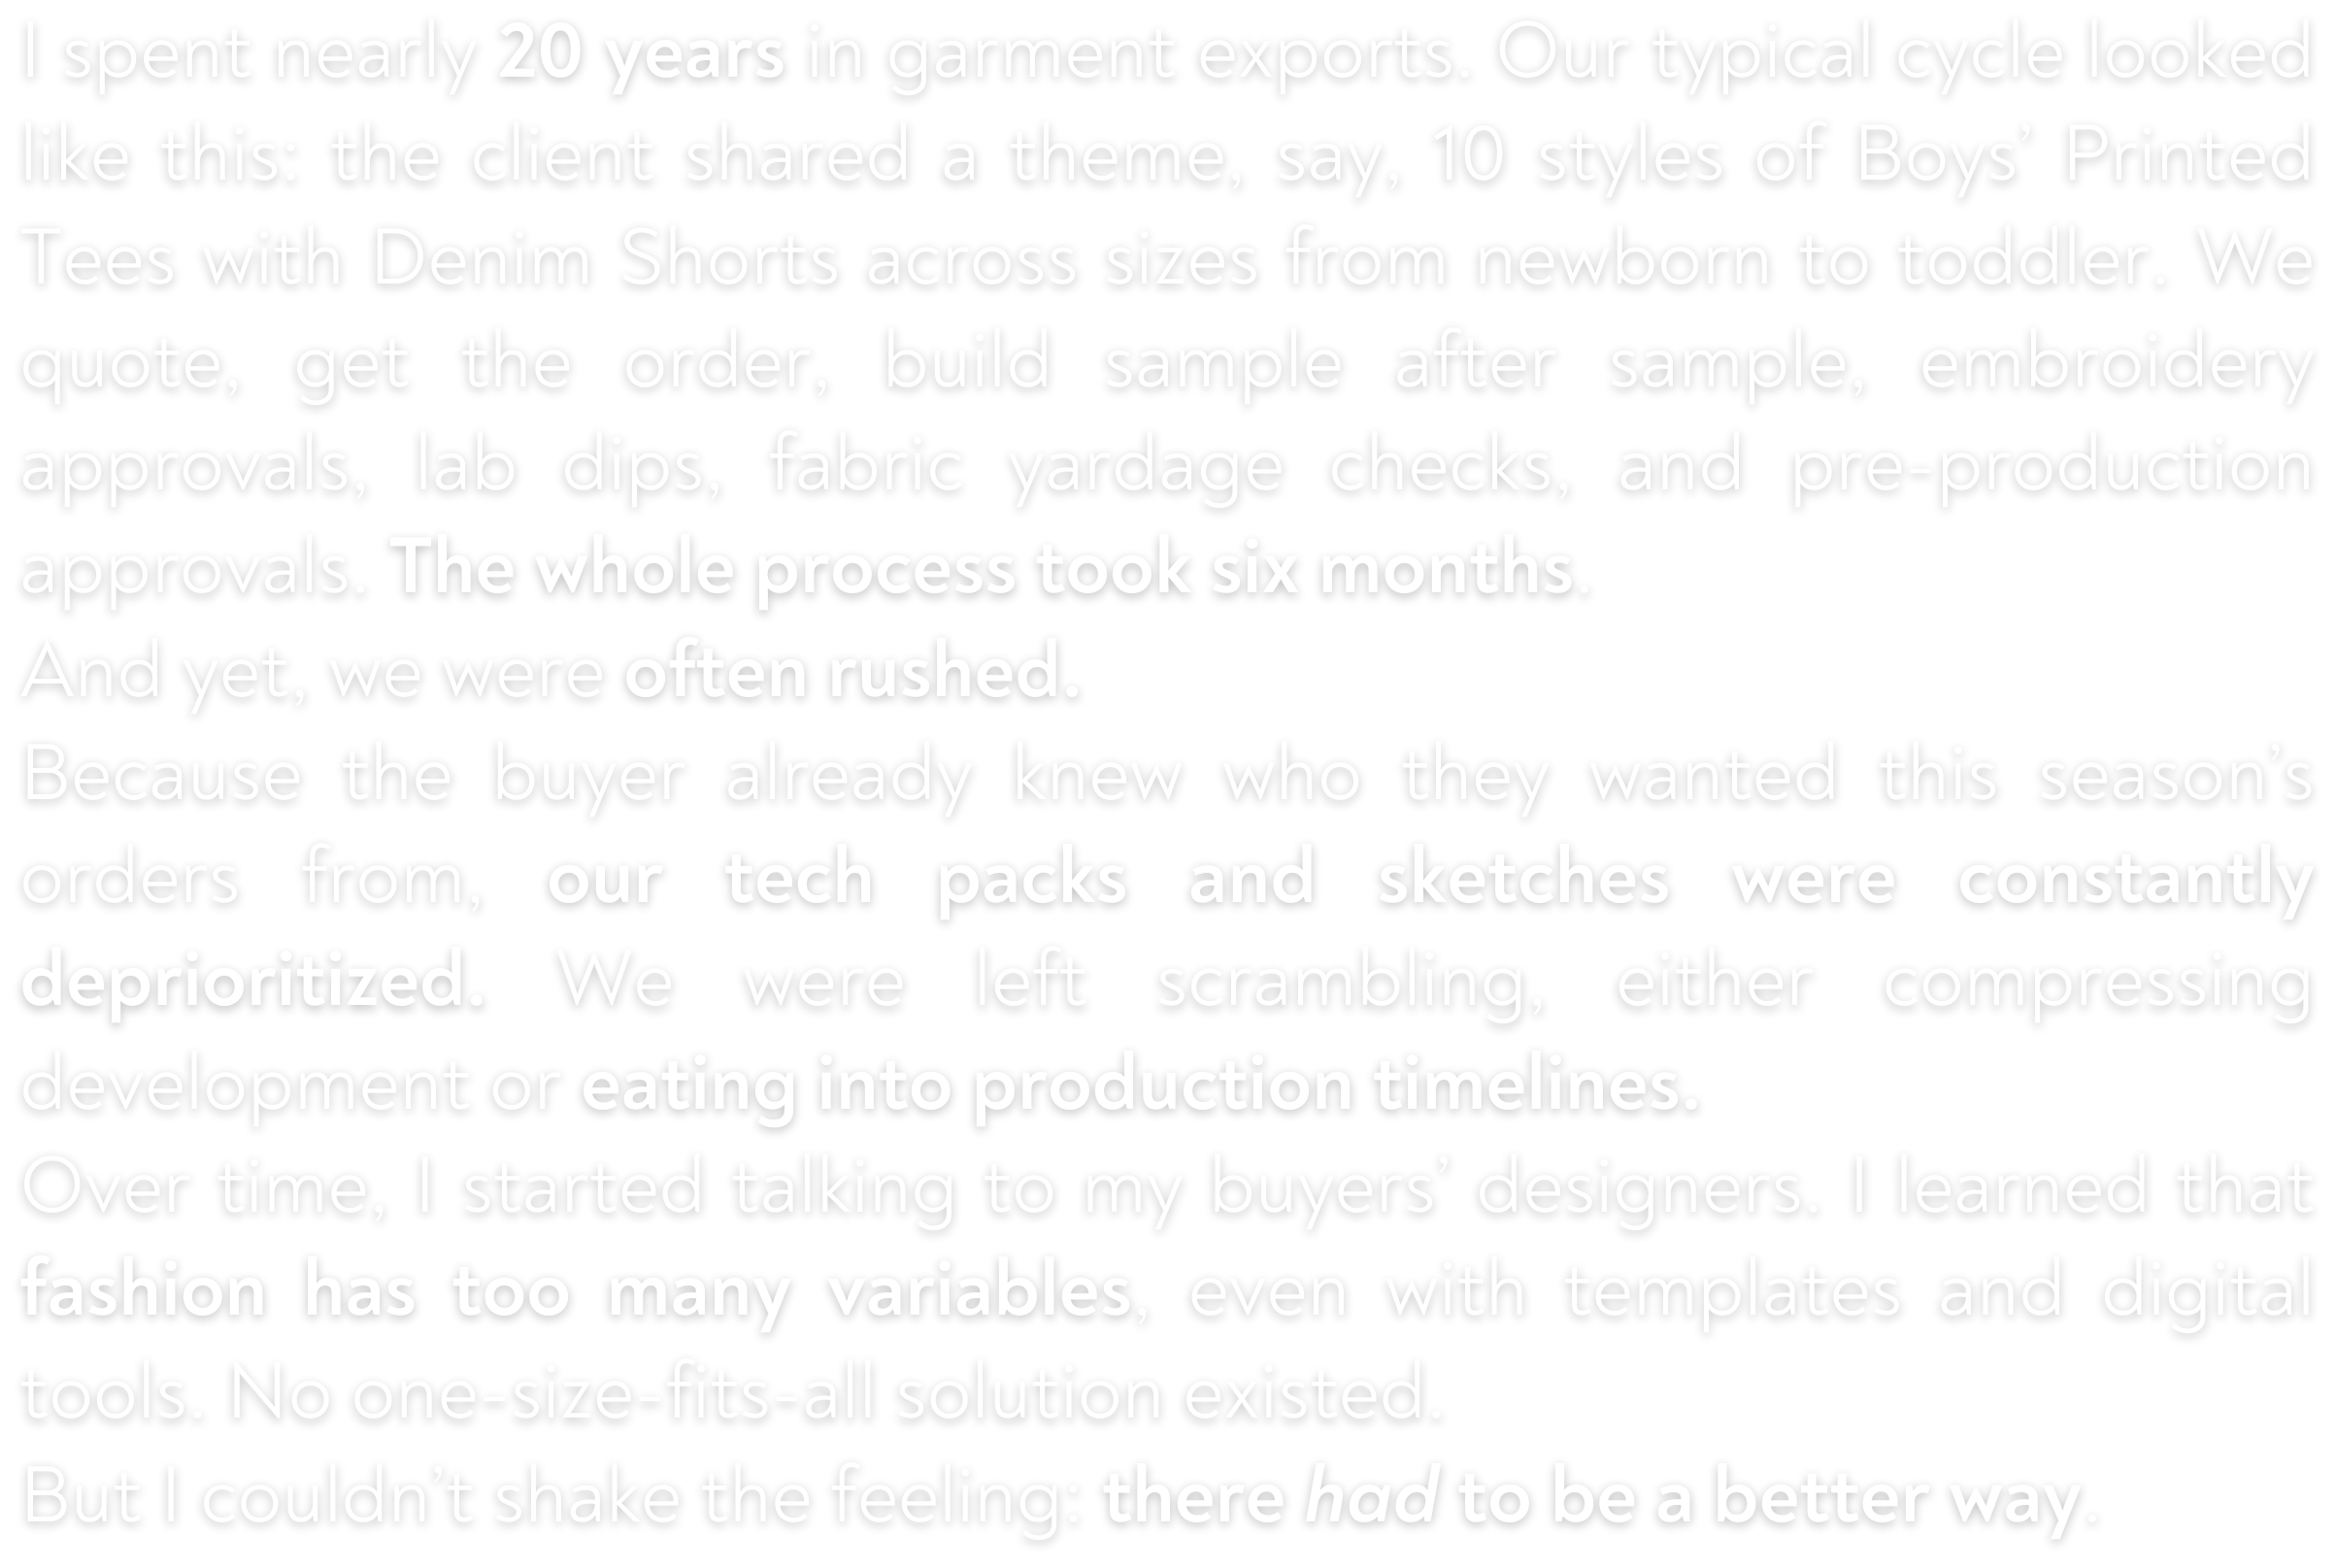 I spent nearly 20 years in garment exports. Our typical cycle looked
like this: the client shared a theme, say, 10 styles of Boys’ Printed
Tees with Denim Shorts across sizes from newborn to toddler. We
quote, get the order, build sample after sample, embroidery
approvals, lab dips, fabric yardage checks, and pre-production
approvals. The whole process took six months.
And yet, we were often rushed.
Because the buyer already knew who they wanted this season’s
orders from, our tech packs and sketches were constantly
deprioritized. We were left scrambling, either compressing
development or eating into production timelines.
Over time, I started talking to my buyers’ designers. I learned that
fashion has too many variables, even with templates and digital
tools. No one-size-fits-all solution existed.
But I couldn’t shake the feeling: there had to be a better way.